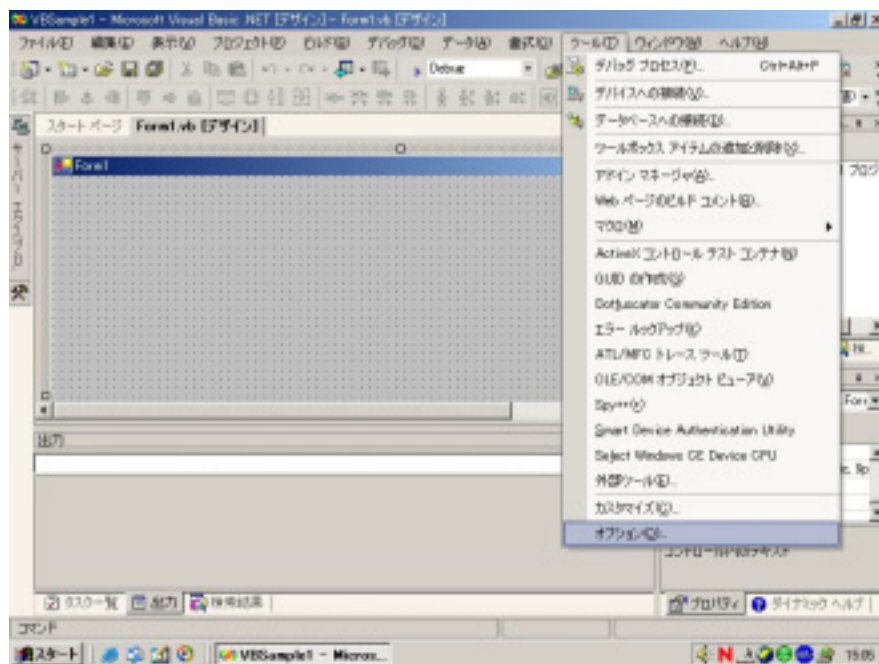 VBSample1 - Microsoft Visual Basic .NET [デザイン] - Form1.vb [デザイン]
ファイル(F) 編集(E) 表示(V) プロジェクト(P) ビルド(B) デバッグ(D) データ(A) 書式(O) ツール(T) ウィンドウ(W) ヘルプ(H)
Debug
スタート ページ Form1.vb [デザイン]
サーバー エクスプローラ
Form1
デバッグ プロセス(P)... Ctrl+Alt+P
デバイスへの接続(V)...
データベースへの接続(D)...
ツールボックス アイテムの追加と削除(X)...
アドイン マネージャ(A)...
Web ページのビルド コメント(B)...
マクロ(M)
ActiveX コントロール テスト コンテナ(N)
GUID の作成(G)
Dotfuscator Community Edition
エラー ルックアップ(K)
ATL/MFC トレース ツール(T)
OLE/COM オブジェクト ビューア(W)
Spy++(+)
Smart Device Authentication Utility
Select Windows CE Device CPU
外部ツール(E)...
カスタマイズ(C)...
オプション(O)...
出力
タスク一覧 出力 検索結果
プロパティ ダイナミック ヘルプ
コマンド
スタート VBSample1 - Micros... 15:05